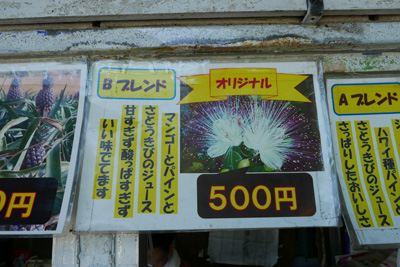 Bブレンド
オリジナル
マンゴーとパインと
さとうきびのジュース
甘すぎず酸っぱすぎず
いい味でてます
500円
0円
Aブレンド
ハワイ種パインと
さとうきびのジュース
さっぱりしたおいしさ